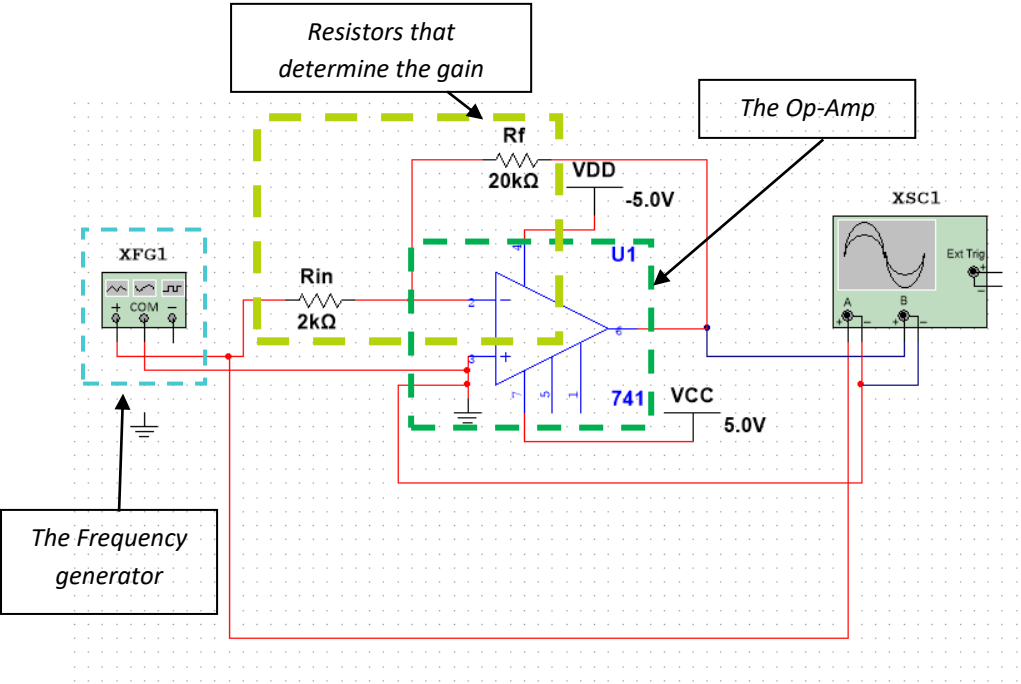 Resistors that
determine the gain
The Op-Amp
Rf
20kΩ
VDD
-5.0V
XSC1
XFG1
U1
Ext Trig
+
−
Rin
2kΩ
4
2
−
+ COM −
A
B
+ − + −
6
3
+
7
5
1
741
VCC
5.0V
The Frequency
generator